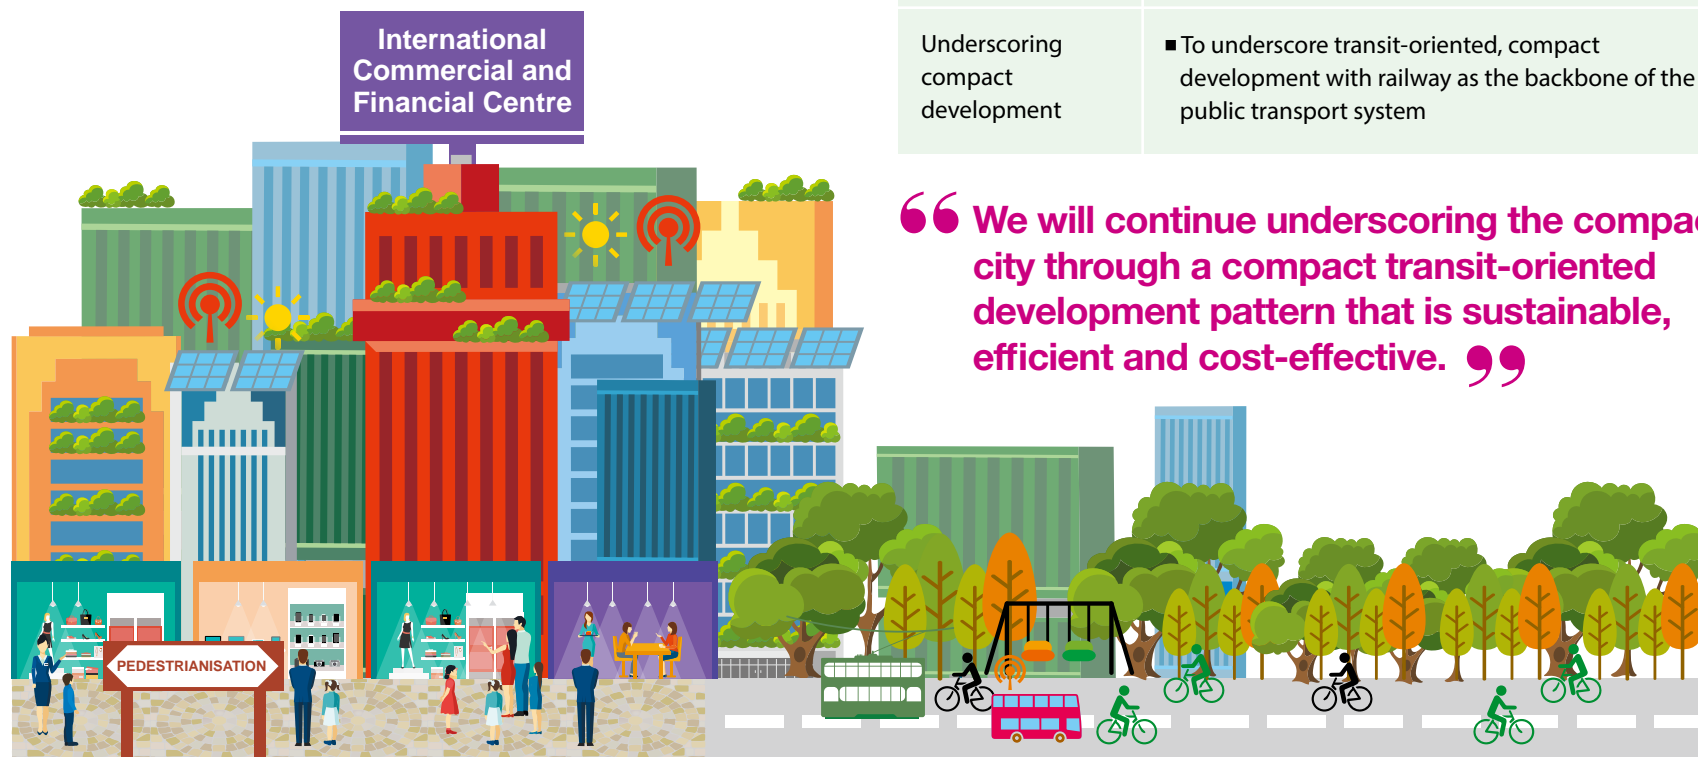 International
Commercial and
Financial Centre
Underscoring
compact
development
■ To underscore transit-oriented, compact
development with railway as the backbone of the
public transport system
“ We will continue underscoring the
city through a compact transit-oriented
development pattern that is sustainable,
efficient and cost-effective. ”
PEDESTRIANISATION